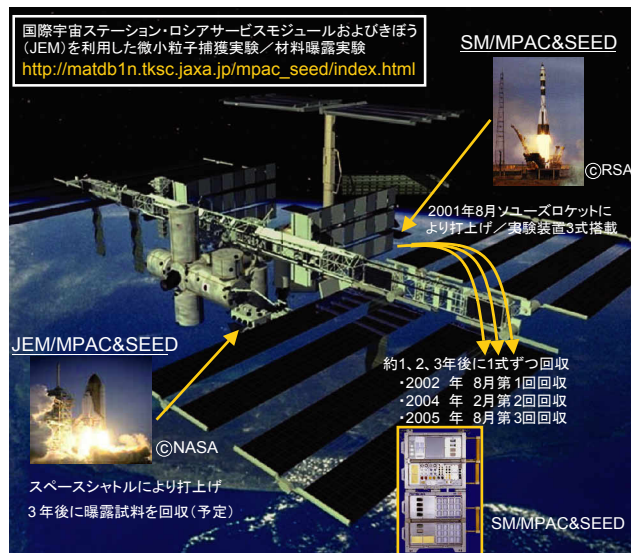 国際宇宙ステーション・ロシアサービスモジュールおよびきぼう
(JEM)を利用した微小粒子捕獲実験／材料曝露実験
http://matdb1n.tksc.jaxa.jp/mpac_seed/index.html
SM/MPAC&SEED
©RSA
2001年8月ソユーズロケットに
より打上げ／実験装置3式搭載
JEM/MPAC&SEED
©NASA
スペースシャトルにより打上げ
3年後に曝露試料を回収(予定)
約1、2、3年後に1式ずつ回収
・2002 年 8月第1回回収
・2004 年 2月第2回回収
・2005 年 8月第3回回収
SM/MPAC&SEED